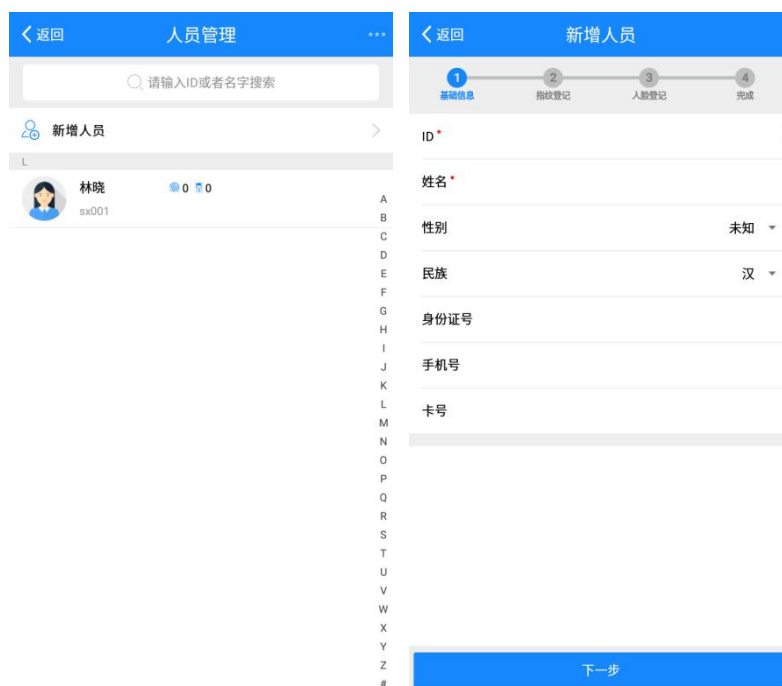 返回
人员管理
请输入ID或者名字搜索
新增人员
L
林晓 0 0
sx001
A
B
C
D
E
F
G
H
I
J
K
L
M
N
O
P
Q
R
S
T
U
V
W
X
Y
Z
#
返回
新增人员
1 2 3 4
基础信息 指纹登记 人脸登记 完成
ID*
姓名*
性别 未知
民族 汉
身份证号
手机号
卡号
下一步